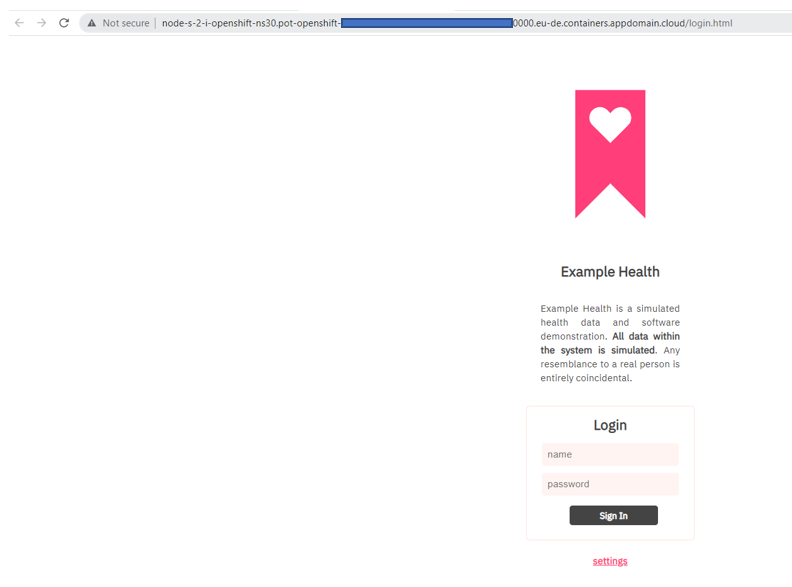 Not secure | node-s-2-i-openshift-ns30.pot-openshift-0000.eu-de.containers.appdomain.cloud/login.html
Example Health
Example Health is a simulated
health data and software
demonstration. All data within
the system is simulated. Any
resemblance to a real person is
entirely coincidental.
Login
name
password
Sign In
settings